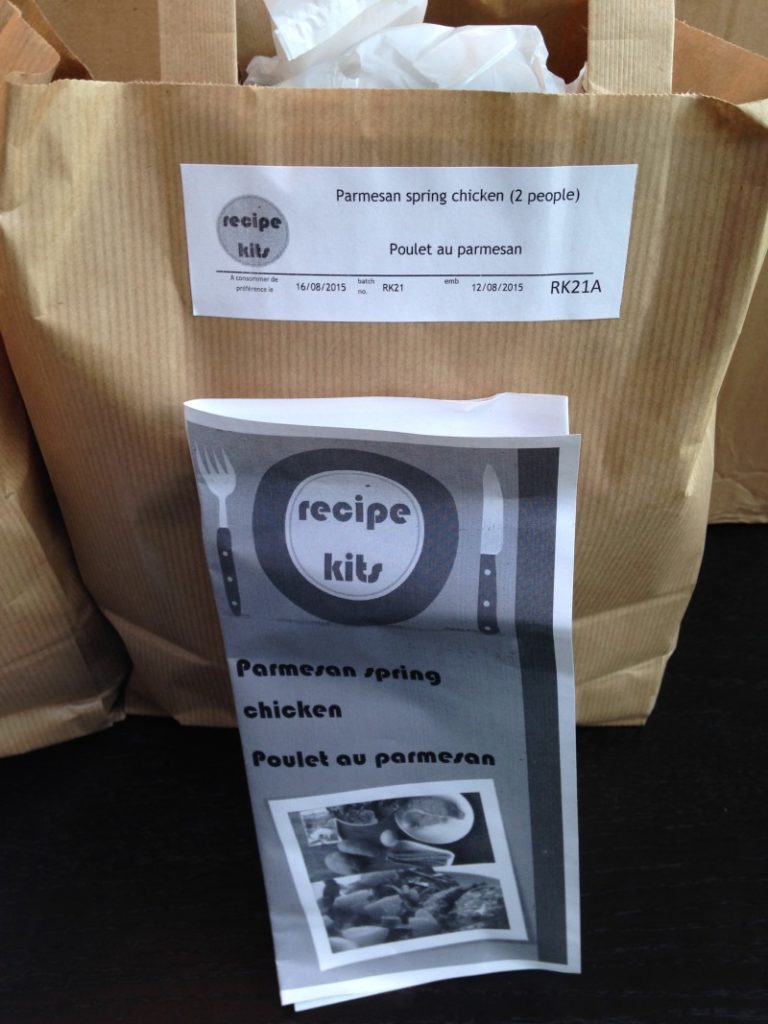 Parmesan spring chicken (2 people)
recipe
kits
Poulet au parmesan
A consommer de
préférence le
16/08/2015
batch
no.
RK21
emb
12/08/2015
RK21A
recipe
kits
Parmesan spring
chicken
Poulet au parmesan